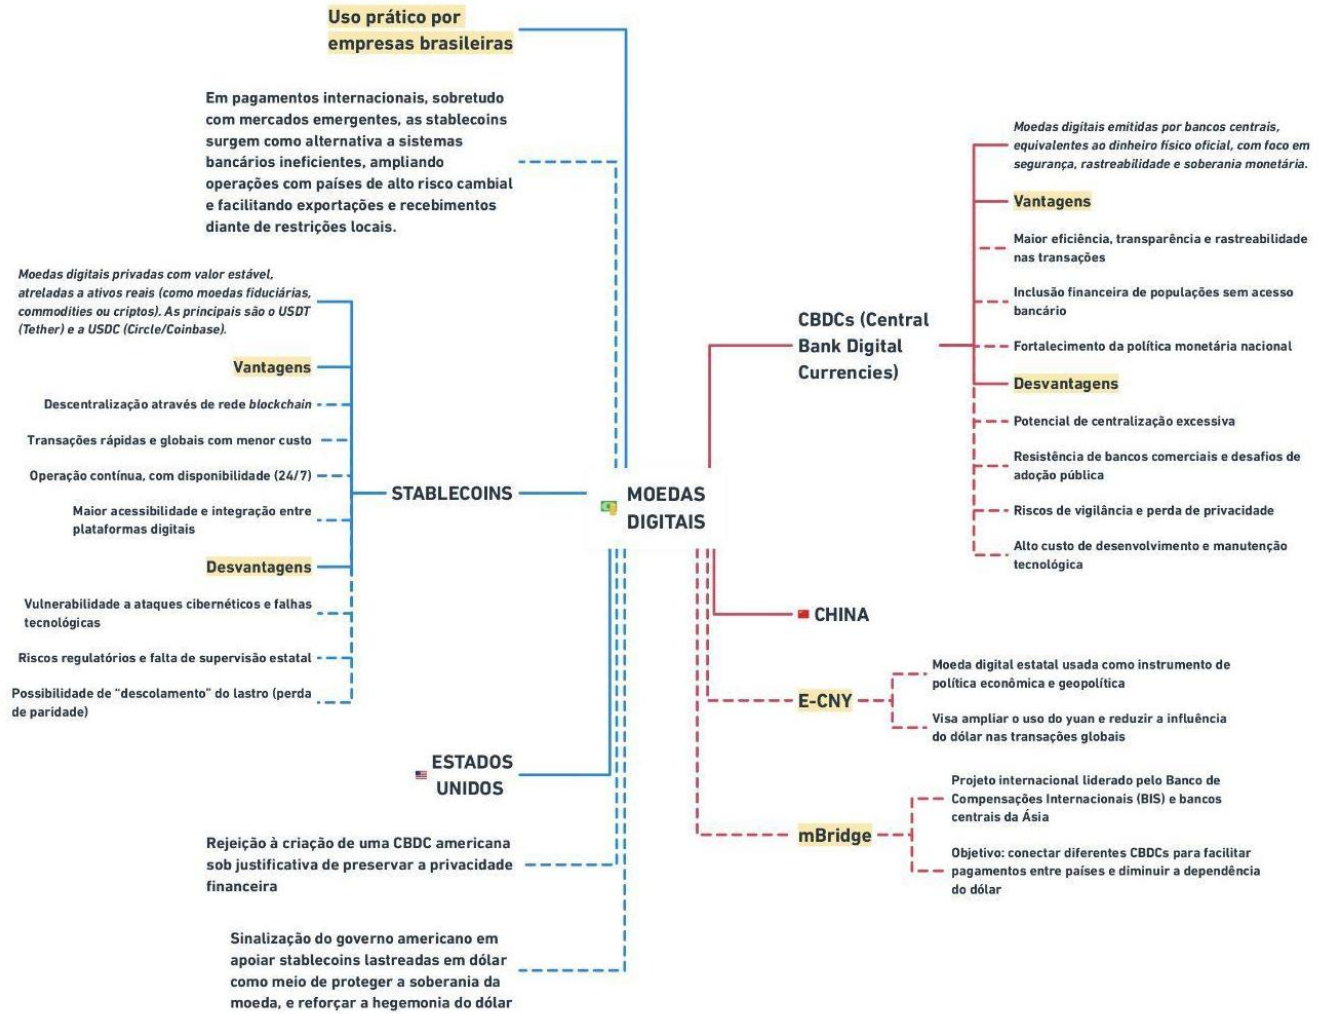 Uso prático por
empresas brasileiras
Em pagamentos internacionais, sobretudo
com mercados emergentes, as stablecoins
surgem como alternativa a sistemas
bancários ineficientes, ampliando
operações com países de alto risco cambial
e facilitando exportações e recebimentos
diante de restrições locais.
Moedas digitais privadas com valor estável,
atreladas a ativos reais (como moedas fiduciárias,
commodities ou criptos). As principais são o USDT
(Tether) e a USDC (Circle/Coinbase).
Vantagens
Descentralização através de rede blockchain
Transações rápidas e globais com menor custo
Operação contínua, com disponibilidade (24/7)
Maior acessibilidade e integração entre
plataformas digitais
Desvantagens
Vulnerabilidade a ataques cibernéticos e falhas
tecnológicas
Riscos regulatórios e falta de supervisão estatal
Possibilidade de “descolamento” do lastro (perda
de paridade)
STABLECOINS
ESTADOS
UNIDOS
Rejeição à criação de uma CBDC americana
sob justificativa de preservar a privacidade
financeira
Sinalização do governo americano em
apoiar stablecoins lastreadas em dólar
como meio de proteger a soberania da
moeda, e reforçar a hegemonia do dólar
MOEDAS
DIGITAIS
CBDCs (Central
Bank Digital
Currencies)
Moedas digitais emitidas por bancos centrais,
equivalentes ao dinheiro físico oficial, com foco em
segurança, rastreabilidade e soberania monetária.
Vantagens
Maior eficiência, transparência e rastreabilidade
nas transações
Inclusão financeira de populações sem acesso
bancário
Fortalecimento da política monetária nacional
Desvantagens
Potencial de centralização excessiva
Resistência de bancos comerciais e desafios de
adoção pública
Riscos de vigilância e perda de privacidade
Alto custo de desenvolvimento e manutenção
tecnológica
CHINA
E-CNY
Moeda digital estatal usada como instrumento de
política econômica e geopolítica
Visa ampliar o uso do yuan e reduzir a influência
do dólar nas transações globais
mBridge
Projeto internacional liderado pelo Banco de
Compensações Internacionais (BIS) e bancos
centrais da Ásia
Objetivo: conectar diferentes CBDCs para facilitar
pagamentos entre países e diminuir a dependência
do dólar